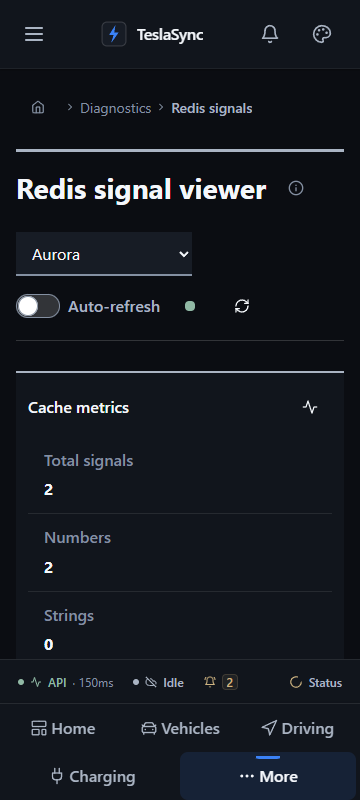 TeslaSync
Diagnostics
Redis signals
Redis signal viewer
Aurora
Auto-refresh
Cache metrics
Total signals
2
Numbers
2
Strings
0
API · 150ms
Idle
2
Status
Home
Vehicles
Driving
Charging
More